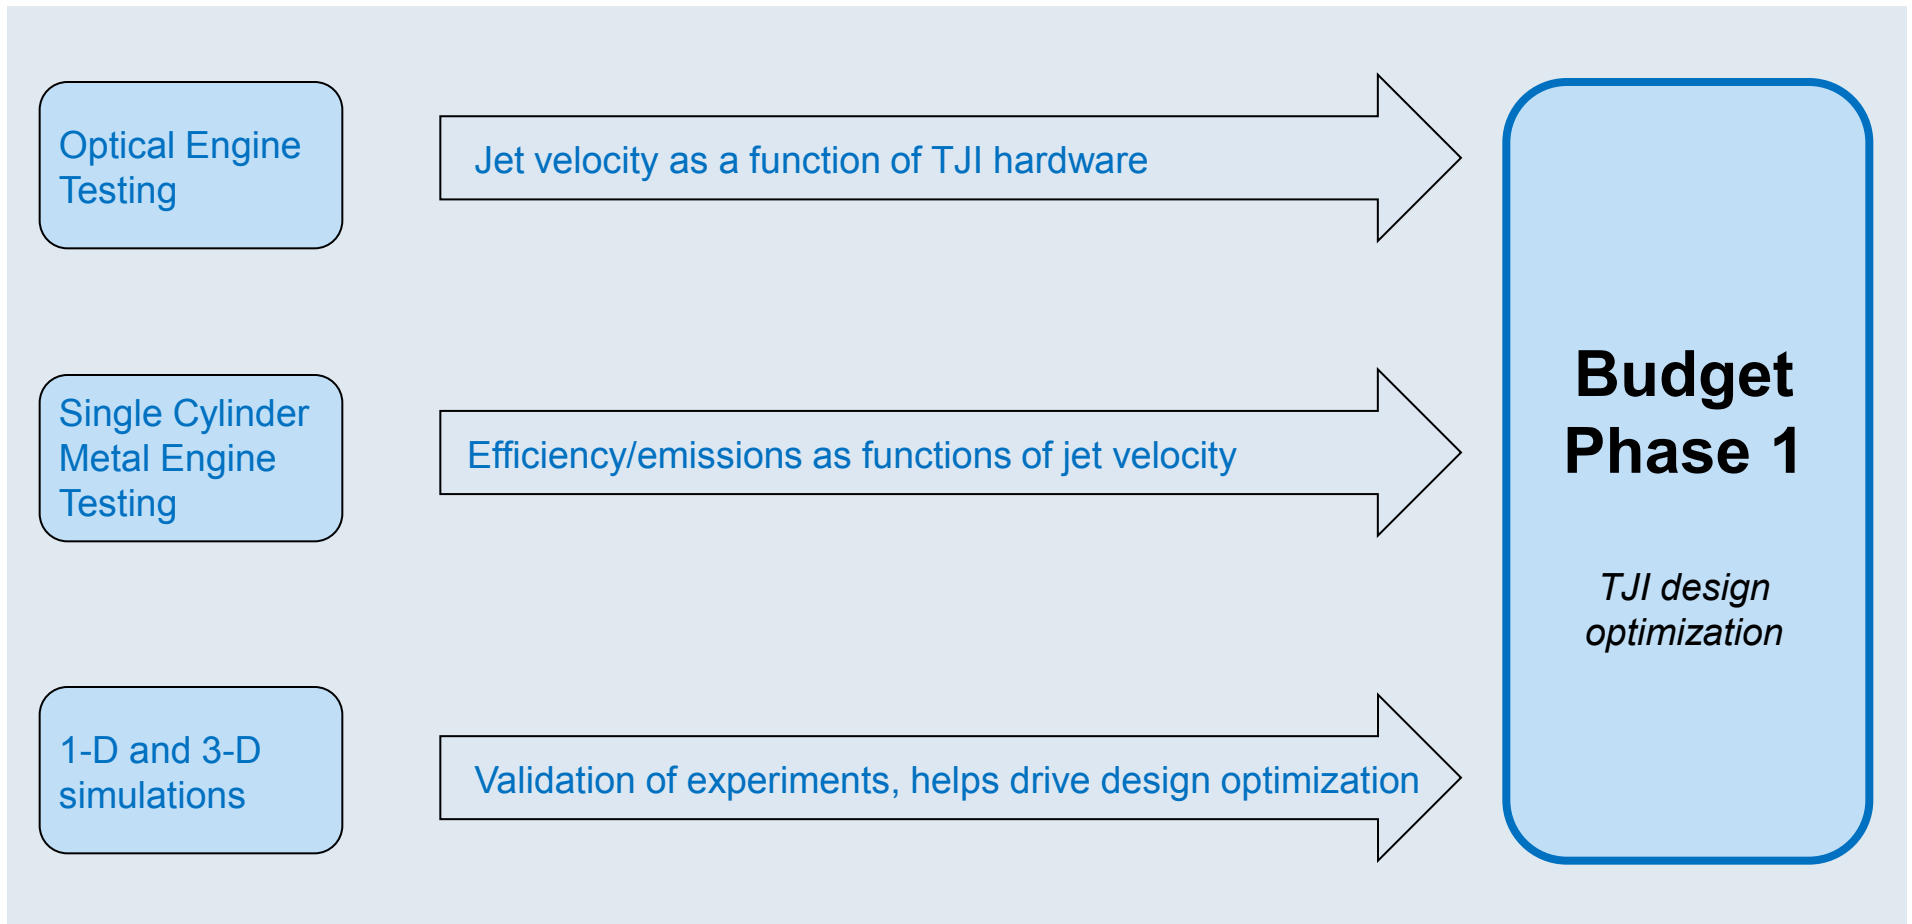 Optical Engine
Testing
Jet velocity as a function of TJI hardware
Single Cylinder
Metal Engine
Testing
Efficiency/emissions as functions of jet velocity
1-D and 3-D
simulations
Validation of experiments, helps drive design optimization
Budget
Phase 1
TJI design
optimization